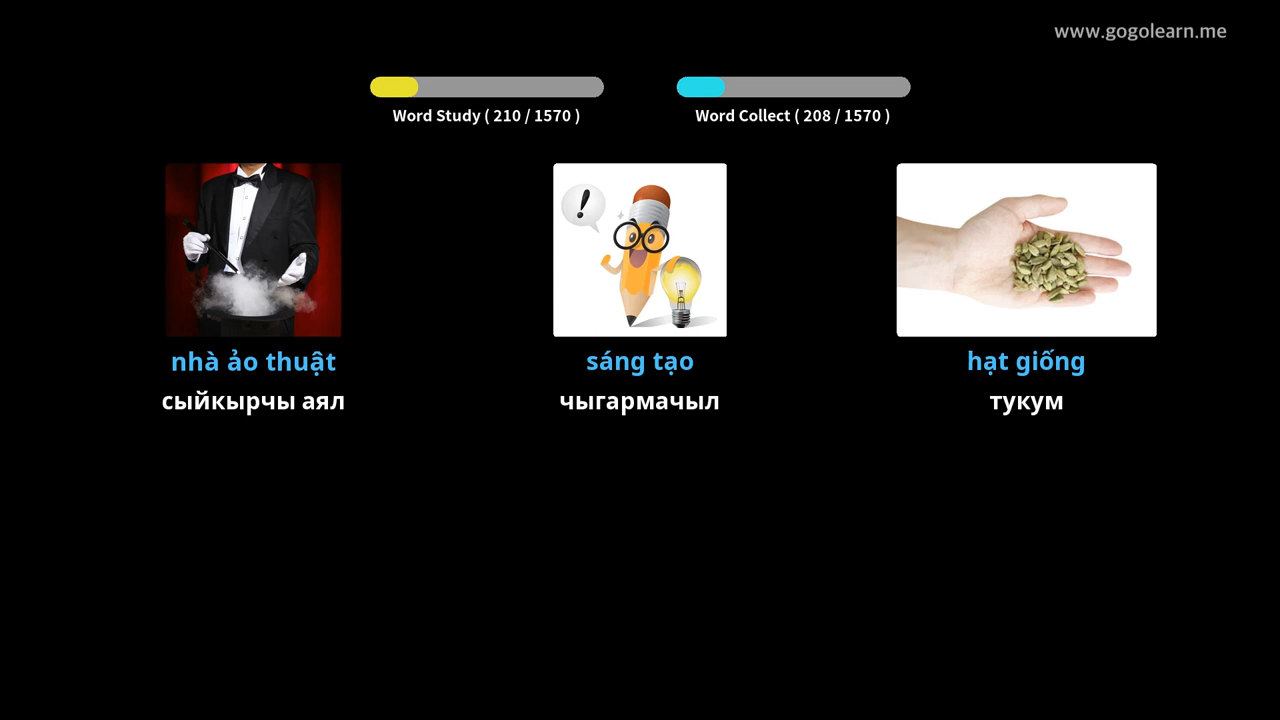 www.gogolearn.me
Word Study ( 210 / 1570 )
Word Collect ( 208 / 1570 )
nhà ảo thuật
сыйкырчы аял
sáng tạo
чыгармачыл
hạt giống
тукум